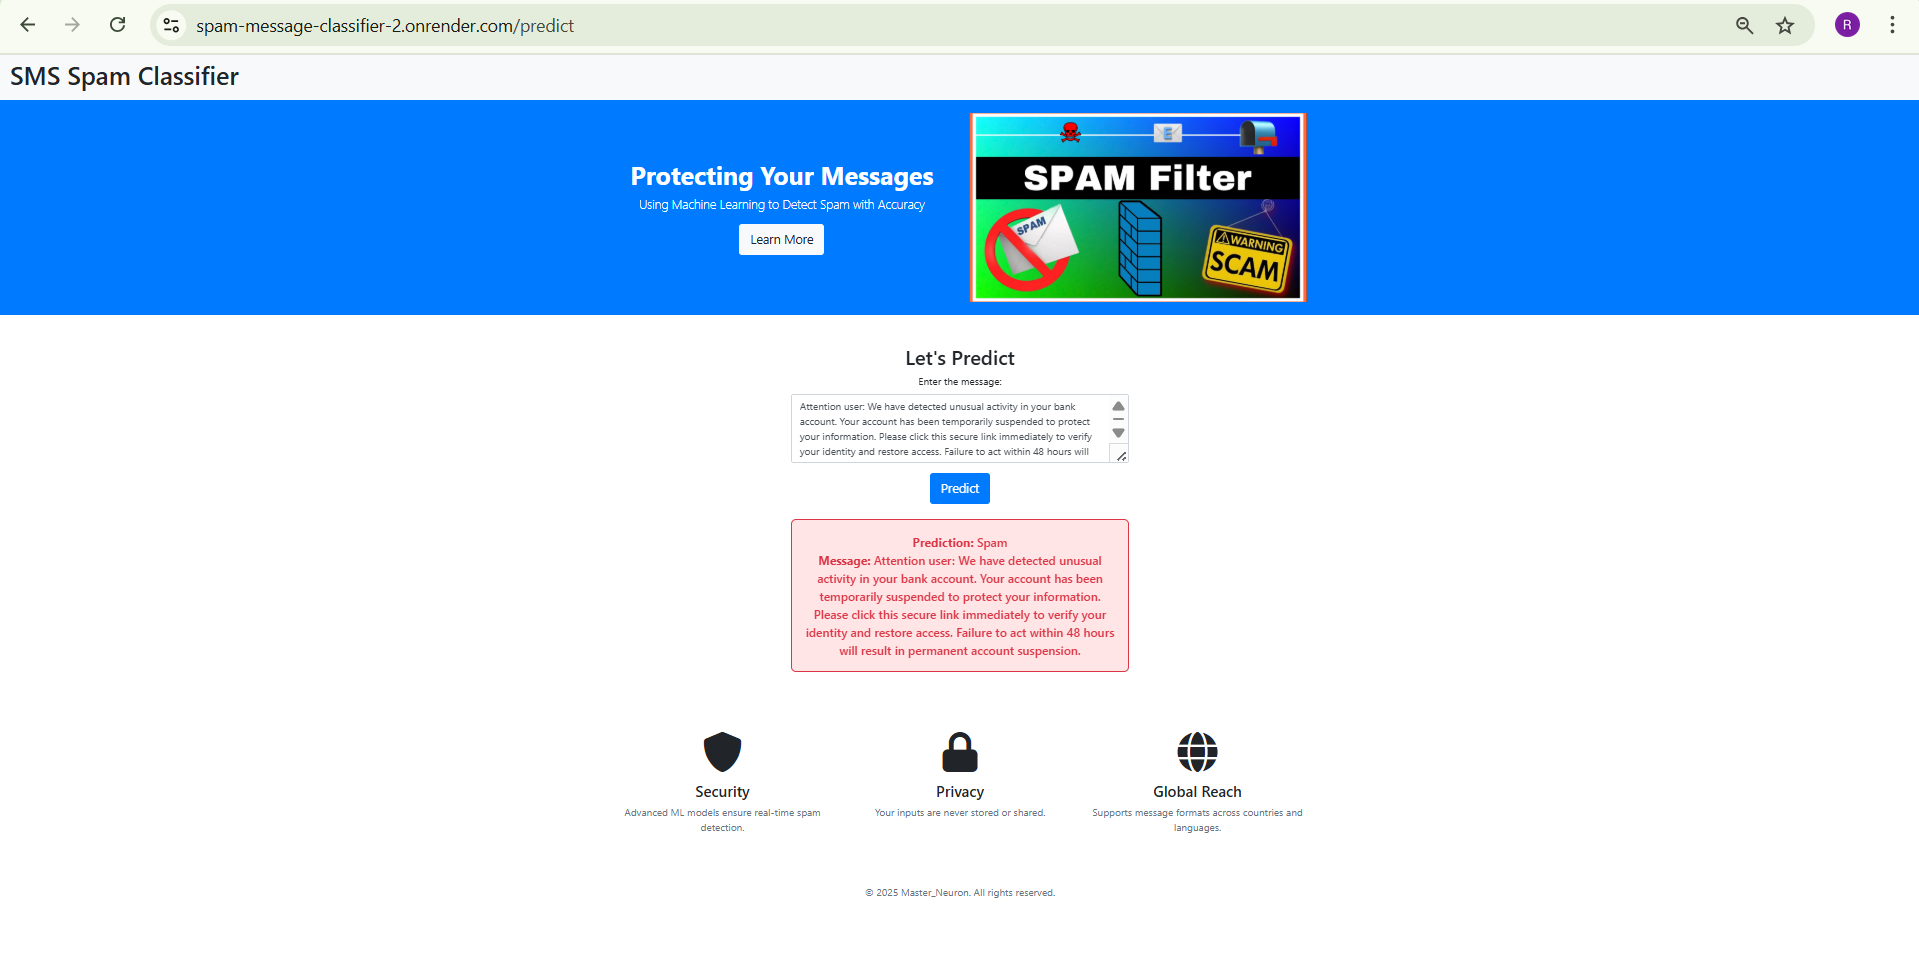 spam-message-classifier-2.onrender.com/predict
R
SMS Spam Classifier
Protecting Your Messages
Using Machine Learning to Detect Spam with Accuracy
Learn More
E
SPAM Filter
SPAM
WARNING
SCAM
Let's Predict
Enter the message:
Attention user: We have detected unusual activity in your bank
account. Your account has been temporarily suspended to protect
your information. Please click this secure link immediately to verify
your identity and restore access. Failure to act within 48 hours will
Predict
Prediction: Spam
Message: Attention user: We have detected unusual
activity in your bank account. Your account has been
temporarily suspended to protect your information.
Please click this secure link immediately to verify your
identity and restore access. Failure to act within 48 hours
will result in permanent account suspension.
Security
Advanced ML models ensure real-time spam
detection.
Privacy
Your inputs are never stored or shared.
Global Reach
Supports message formats across countries and
languages.
© 2025 Master_Neuron. All rights reserved.